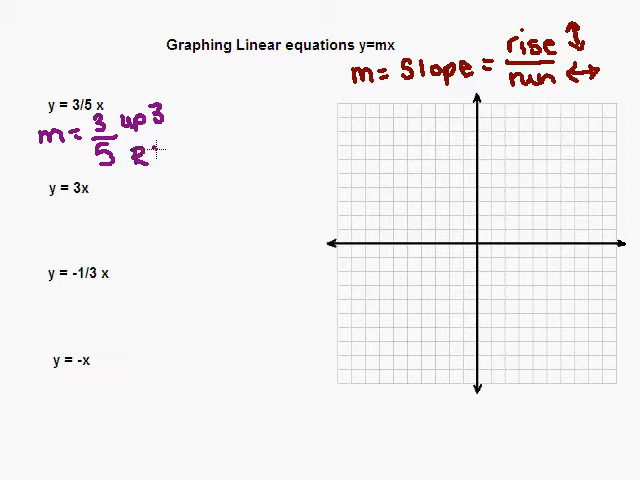 Graphing Linear equations y=mx
m = Slope = rise / run
y = 3/5 x
m = 3/5 up 3
R
y = 3x
y = -1/3 x
y = -x